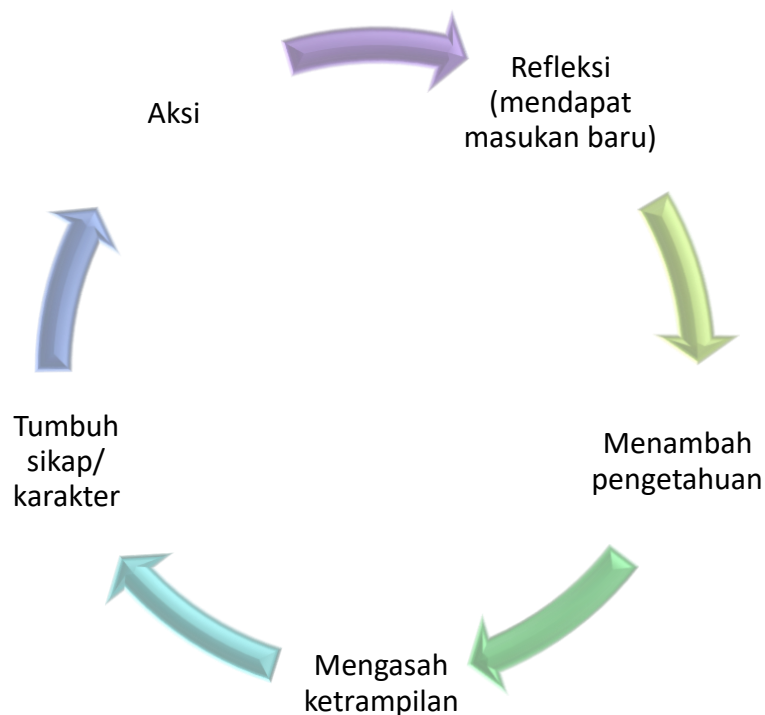 Aksi
Refleksi
(mendapat
masukan baru)
Menambah
pengetahuan
Mengasah
ketrampilan
Tumbuh
sikap/
karakter